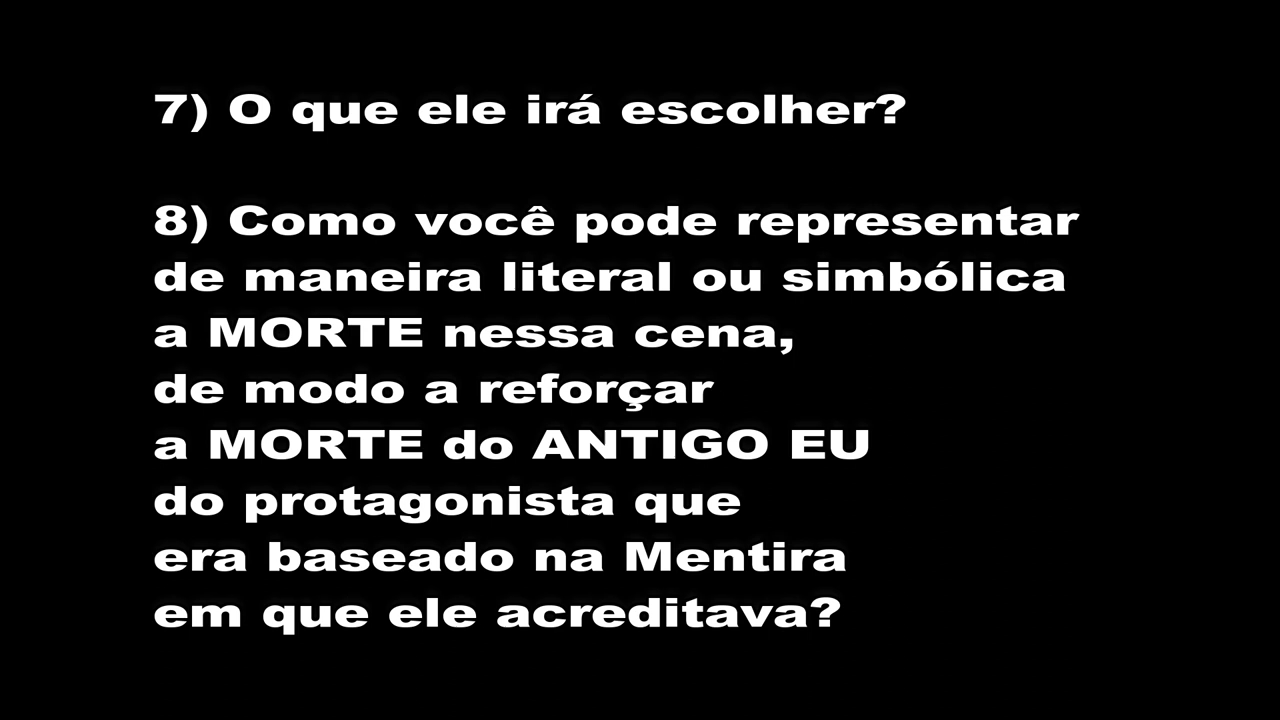 7) O que ele irá escolher?
8) Como você pode representar
de maneira literal ou simbólica
a MORTE nessa cena,
de modo a reforçar
a MORTE do ANTIGO EU
do protagonista que
era baseado na Mentira
em que ele acreditava?